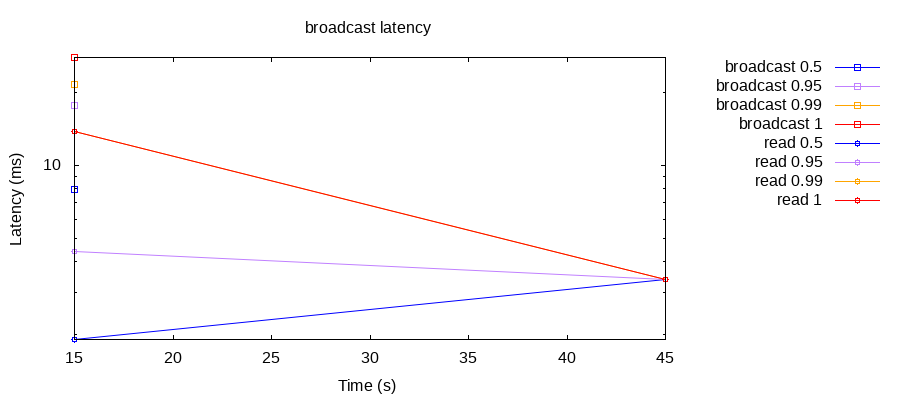 broadcast latency
broadcast 0.5
broadcast 0.95
broadcast 0.99
broadcast 1
read 0.5
read 0.95
read 0.99
read 1
10
Latency (ms)
15 20 25 30 35 40 45
Time (s)